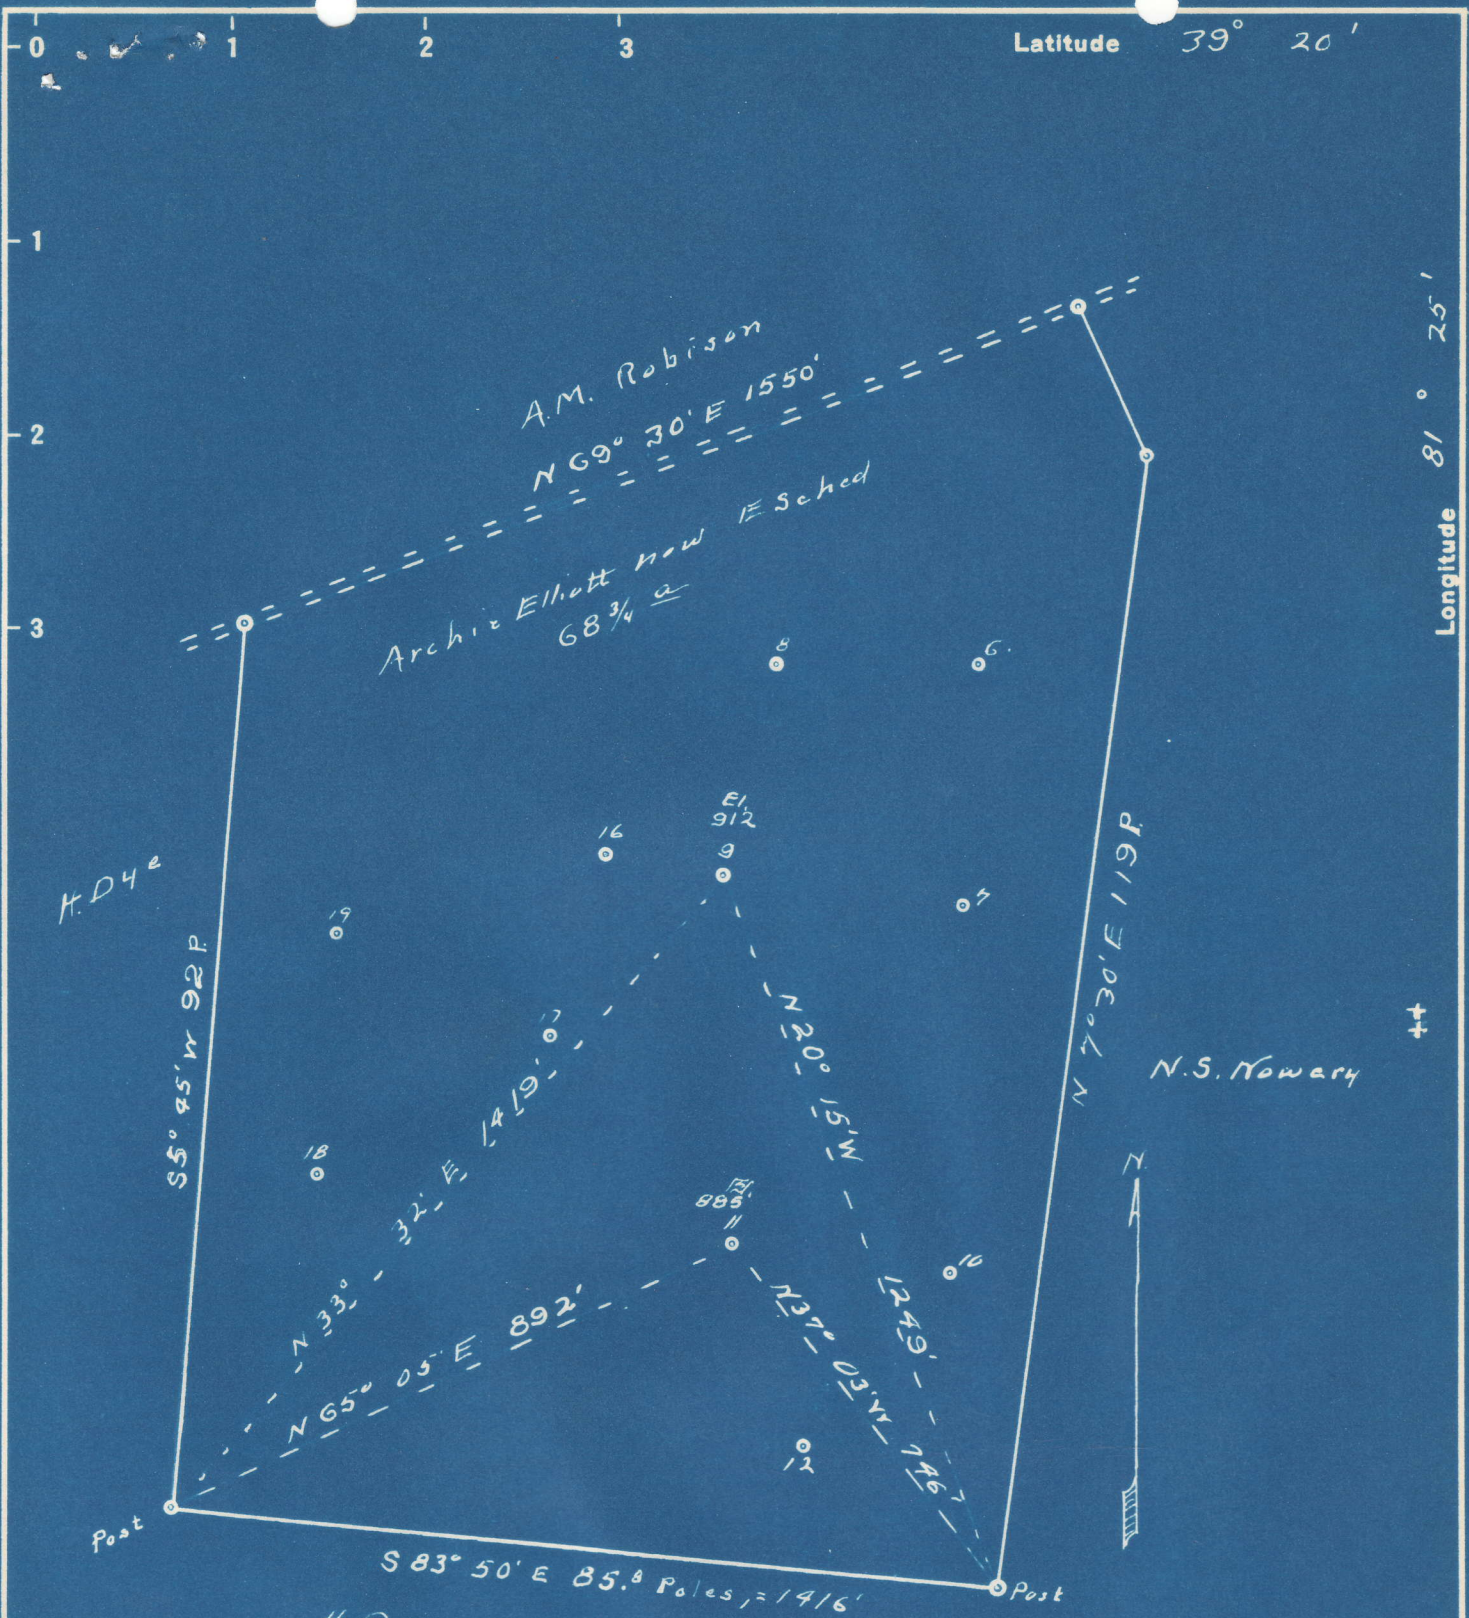 0 1 2 3
Latitude 39° 20'
1
2
3
Longitude 81° 25'
A.M. Robison
N 69° 30' E 1550'
Archie Elliott now E Sched
68 3/4 a
8
6.
El.
912
9
16
7
19
H.D4e
S5° 45' W 92 P.
N 7° 30' E 119 P.
++
N.S. Nowary
17
N 33° 32' E 1419'
N 20° 15' W 1249'
18
El.
885'
11
N
10
N 65° 05' E 892'
N 37° 03' W 746'
12
Post
S 83° 50' E 85.8 Poles, = 1416'
Post